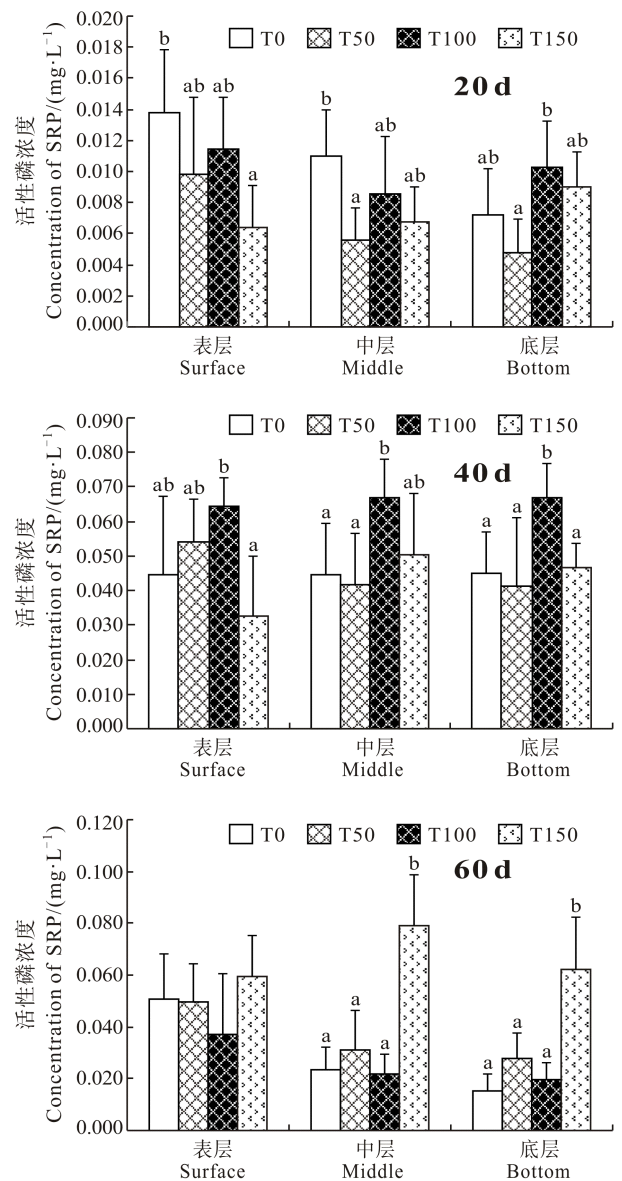 活性磷浓度
Concentration of SRP/(mg·L⁻¹)
0.020
0.018
0.016
0.014
0.012
0.010
0.008
0.006
0.004
0.002
0.000
T0 T50 T100 T150
20 d
b ab ab a
b a ab ab
ab a b ab
表层 中层 底层
Surface Middle Bottom
活性磷浓度
Concentration of SRP/(mg·L⁻¹)
0.090
0.080
0.070
0.060
0.050
0.040
0.030
0.020
0.010
0.000
T0 T50 T100 T150
40 d
ab ab b a
a a b ab
a a b a
表层 中层 底层
Surface Middle Bottom
活性磷浓度
Concentration of SRP/(mg·L⁻¹)
0.120
0.100
0.080
0.060
0.040
0.020
0.000
T0 T50 T100 T150
60 d
a a a b
a a a b
表层 中层 底层
Surface Middle Bottom